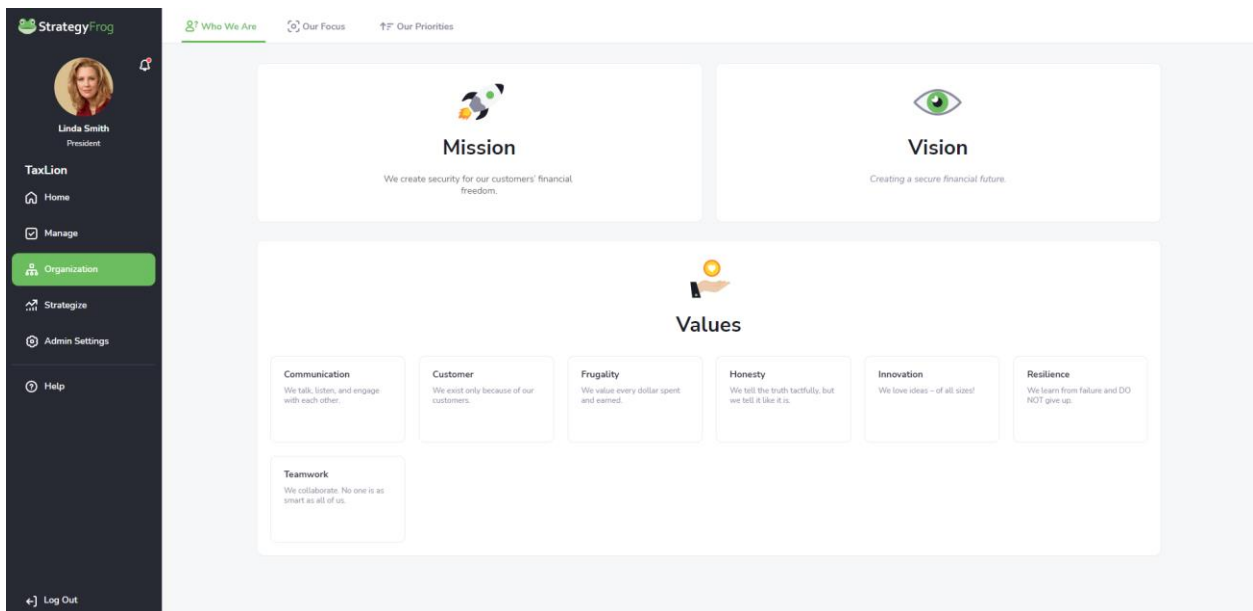 StrategyFrog
Who We Are
Our Focus
Our Priorities
Linda Smith
President
TaxLion
Home
Manage
Organization
Strategize
Admin Settings
Help
Log Out
Mission
We create security for our customers' financial
freedom.
Vision
Creating a secure financial future.
Values
Communication
We talk, listen, and engage
with each other.
Customer
We exist only because of our
customers.
Frugality
We value every dollar spent
and earned.
Honesty
We tell the truth tactfully, but
we tell it like it is.
Innovation
We love ideas – of all sizes!
Resilience
We learn from failure and DO
NOT give up.
Teamwork
We collaborate. No one is as
smart as all of us.